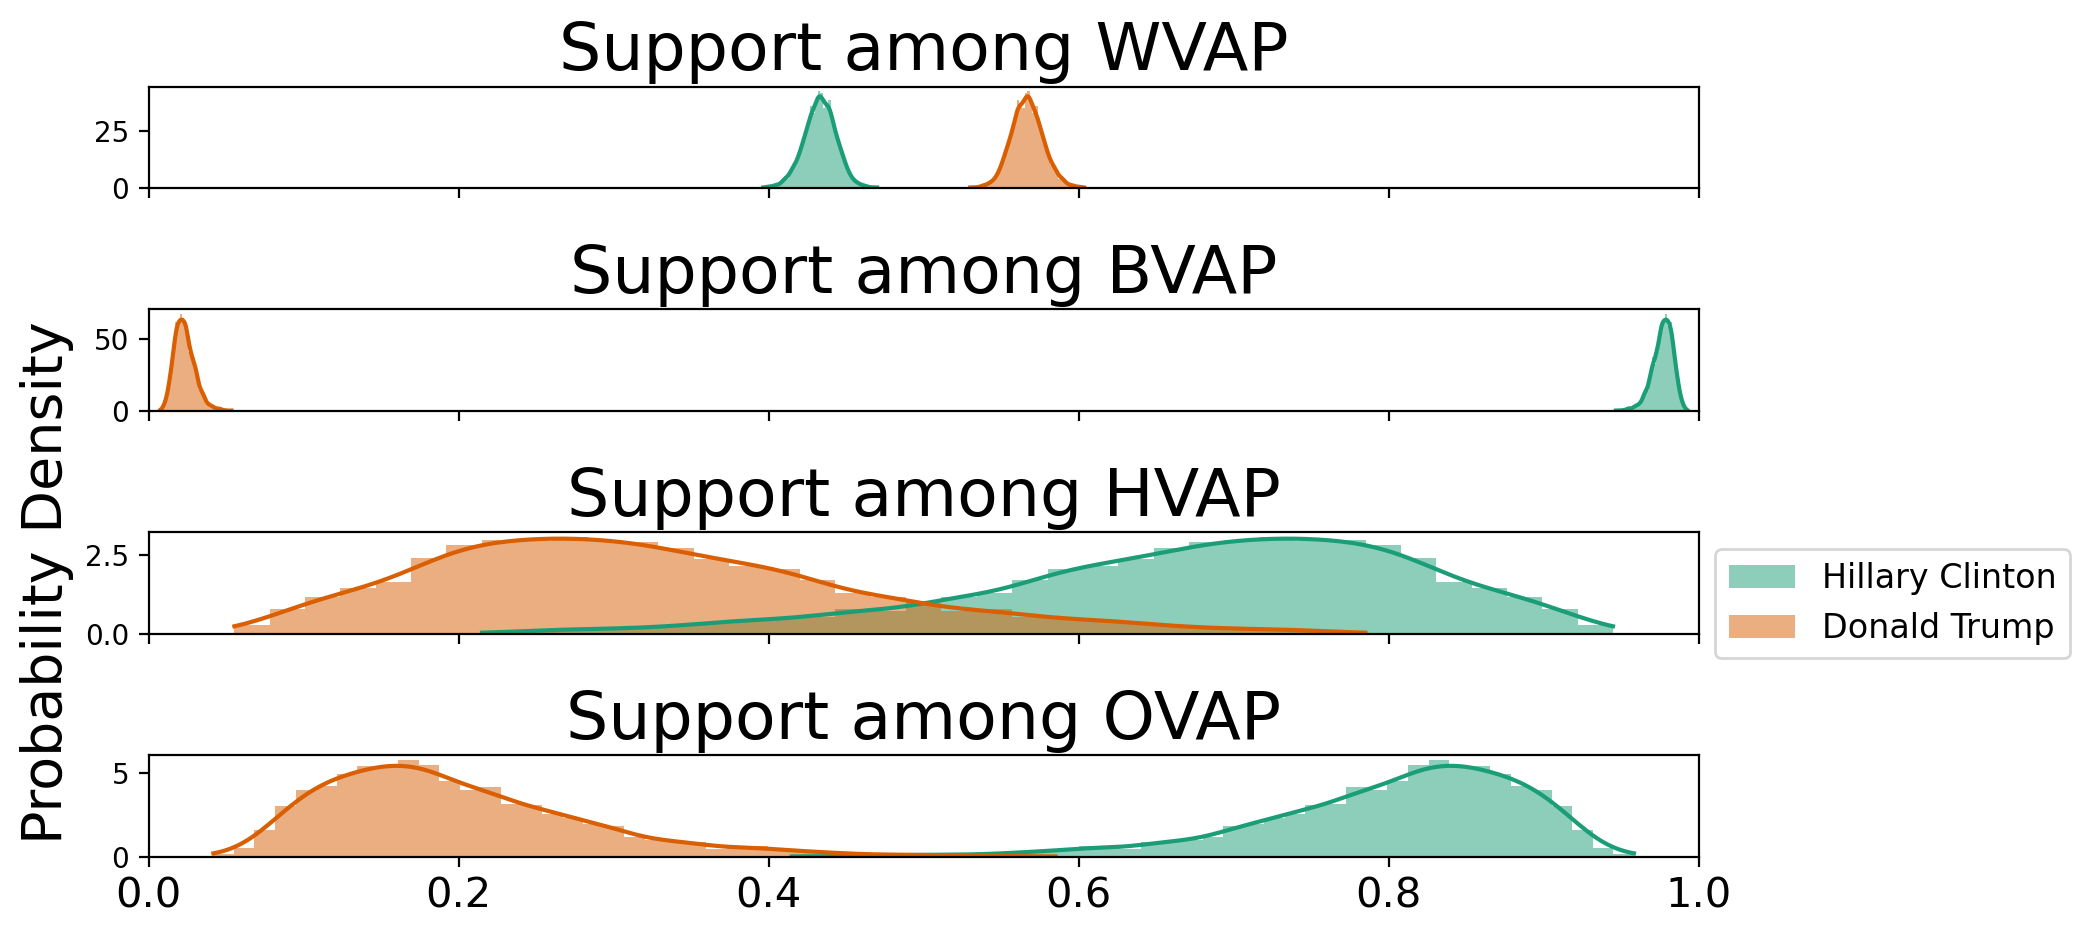 Support among WVAP
25
0
Support among BVAP
50
0
Support among HVAP
2.5
0.0
Support among OVAP
5
0
0.0 0.2 0.4 0.6 0.8 1.0
Probability Density
Hillary Clinton
Donald Trump